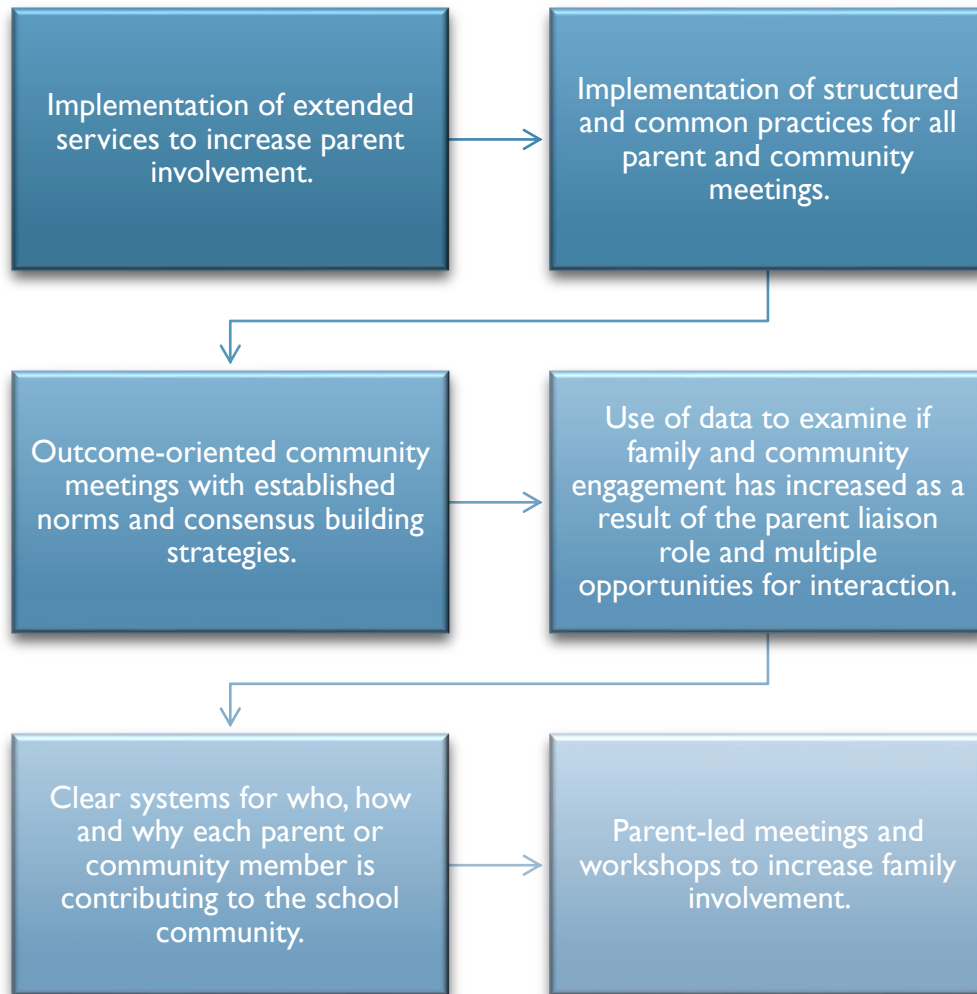 Implementation of extended
services to increase parent
involvement.
Implementation of structured
and common practices for all
parent and community
meetings.
Outcome-oriented community
meetings with established
norms and consensus building
strategies.
Use of data to examine if
family and community
engagement has increased as a
result of the parent liaison
role and multiple
opportunities for interaction.
Clear systems for who, how
and why each parent or
community member is
contributing to the school
community.
Parent-led meetings and
workshops to increase family
involvement.